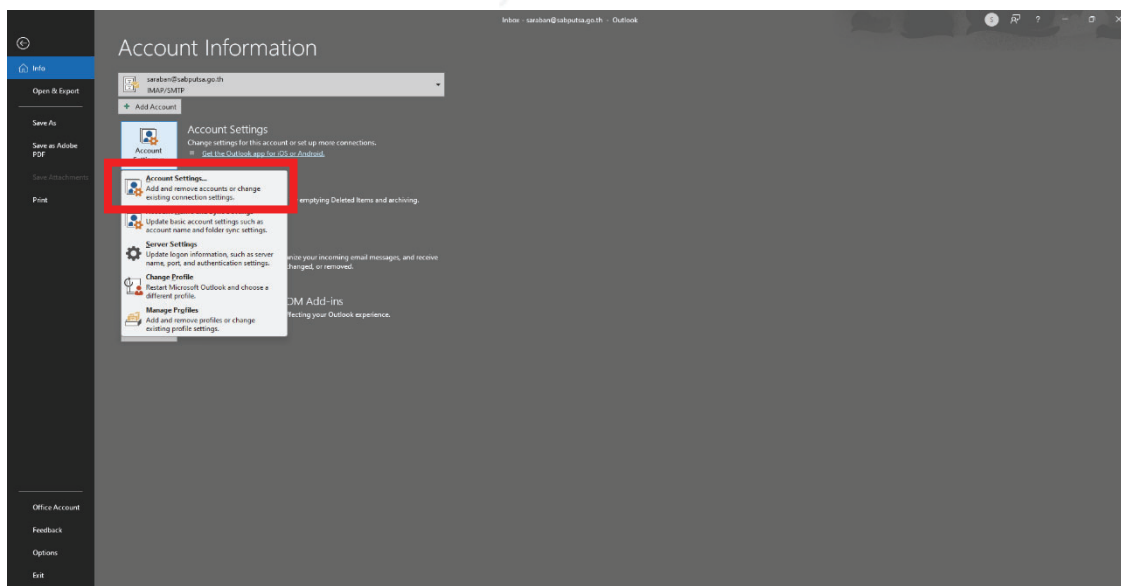 Inbox - saraban@sabputsa.go.th - Outlook
S
?
Account Information
Info
Open & Export
Save As
Save as Adobe
PDF
Save Attachments
Print
Office Account
Feedback
Options
Exit
saraban@sabputsa.go.th
IMAP/SMTP
+ Add Account
Account
Account Settings
Change settings for this account or set up more connections.
Get the Outlook app for iOS or Android.
Account Settings...
Add and remove accounts or change
existing connection settings.
emptying Deleted Items and archiving.
Update basic account settings such as
account name and folder sync settings.
Server Settings
Update logon information, such as server
name, port, and authentication settings.
anize your incoming email messages, and receive
changed, or removed.
Change Profile
Restart Microsoft Outlook and choose a
different profile.
Manage Profiles
Add and remove profiles or change
existing profile settings.
OM Add-ins
ffecting your Outlook experience.